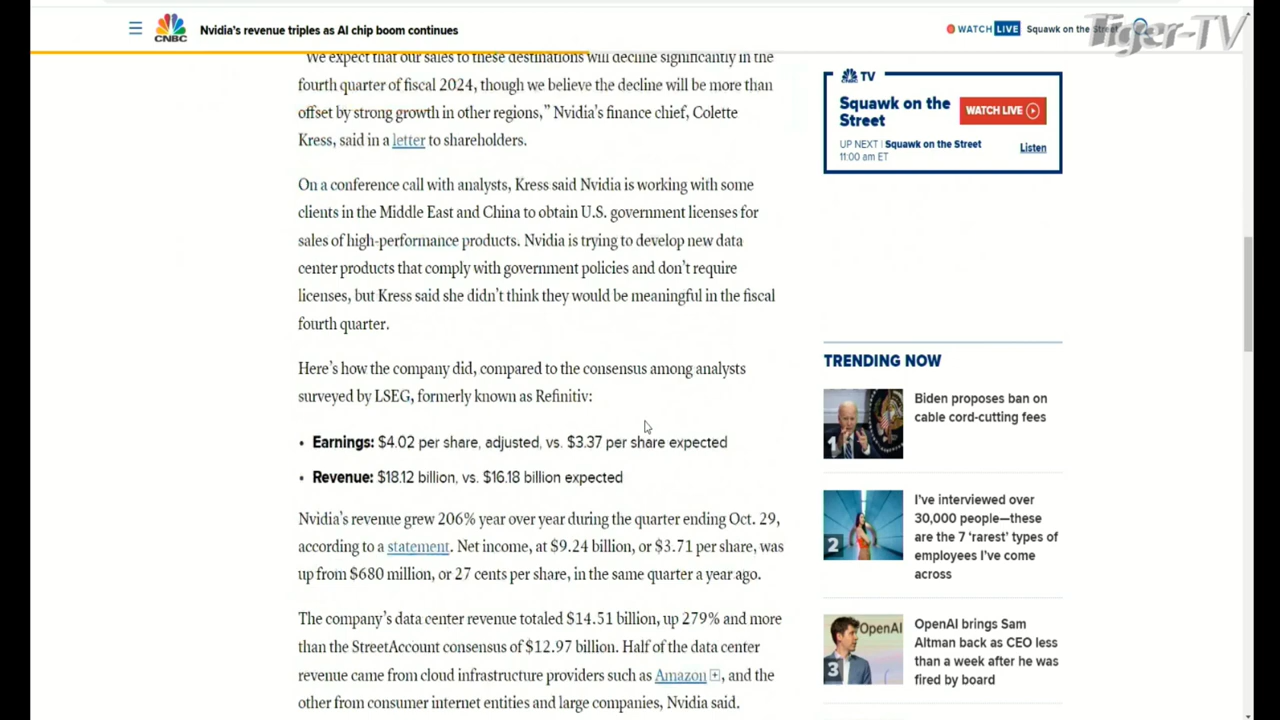 CNBC
Nvidia's revenue triples as AI chip boom continues
WATCH LIVE
Squawk on the Street
Tiger-TV
"We expect that our sales to these destinations will decline significantly in the
fourth quarter of fiscal 2024, though we believe the decline will be more than
offset by strong growth in other regions," Nvidia's finance chief, Colette
Kress, said in a letter to shareholders.
On a conference call with analysts, Kress said Nvidia is working with some
clients in the Middle East and China to obtain U.S. government licenses for
sales of high-performance products. Nvidia is trying to develop new data
center products that comply with government policies and don't require
licenses, but Kress said she didn't think they would be meaningful in the fiscal
fourth quarter.
Here's how the company did, compared to the consensus among analysts
surveyed by LSEG, formerly known as Refinitiv:
• Earnings: $4.02 per share, adjusted, vs. $3.37 per share expected
• Revenue: $18.12 billion, vs. $16.18 billion expected
Nvidia's revenue grew 206% year over year during the quarter ending Oct. 29,
according to a statement. Net income, at $9.24 billion, or $3.71 per share, was
up from $680 million, or 27 cents per share, in the same quarter a year ago.
The company's data center revenue totaled $14.51 billion, up 279% and more
than the StreetAccount consensus of $12.97 billion. Half of the data center
revenue came from cloud infrastructure providers such as Amazon, and the
other from consumer internet entities and large companies, Nvidia said.
TV
Squawk on the
Street
WATCH LIVE
UP NEXT | Squawk on the Street
11:00 am ET
Listen
TRENDING NOW
1
Biden proposes ban on
cable cord-cutting fees
2
I've interviewed over
30,000 people—these
are the 7 'rarest' types of
employees I've come
across
OpenAI
3
OpenAI brings Sam
Altman back as CEO less
than a week after he was
fired by board